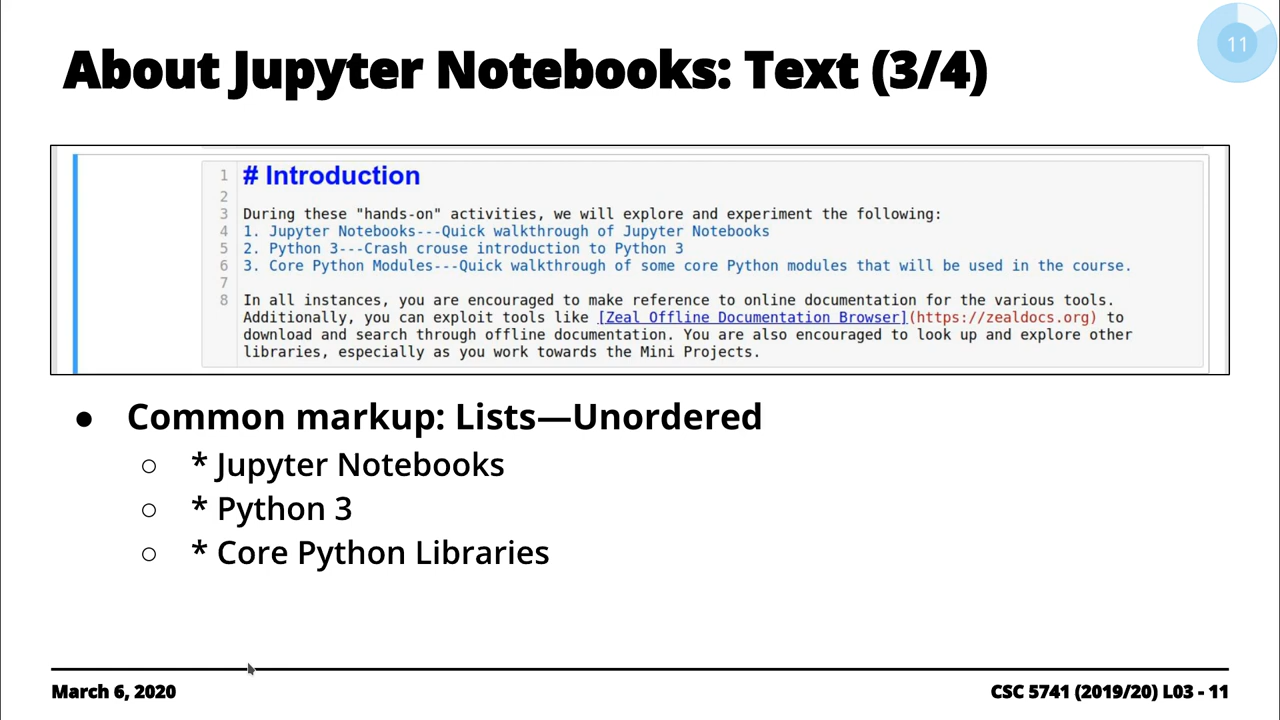 11
About Jupyter Notebooks: Text (3/4)
1 # Introduction
2
3 During these "hands-on" activities, we will explore and experiment the following:
4 1. Jupyter Notebooks---Quick walkthrough of Jupyter Notebooks
5 2. Python 3---Crash crouse introduction to Python 3
6 3. Core Python Modules---Quick walkthrough of some core Python modules that will be used in the course.
7
8 In all instances, you are encouraged to make reference to online documentation for the various tools.
Additionally, you can exploit tools like [Zeal Offline Documentation Browser](https://zealdocs.org) to
download and search through offline documentation. You are also encouraged to look up and explore other
libraries, especially as you work towards the Mini Projects.
● Common markup: Lists—Unordered
○ * Jupyter Notebooks
○ * Python 3
○ * Core Python Libraries
March 6, 2020
CSC 5741 (2019/20) L03 - 11